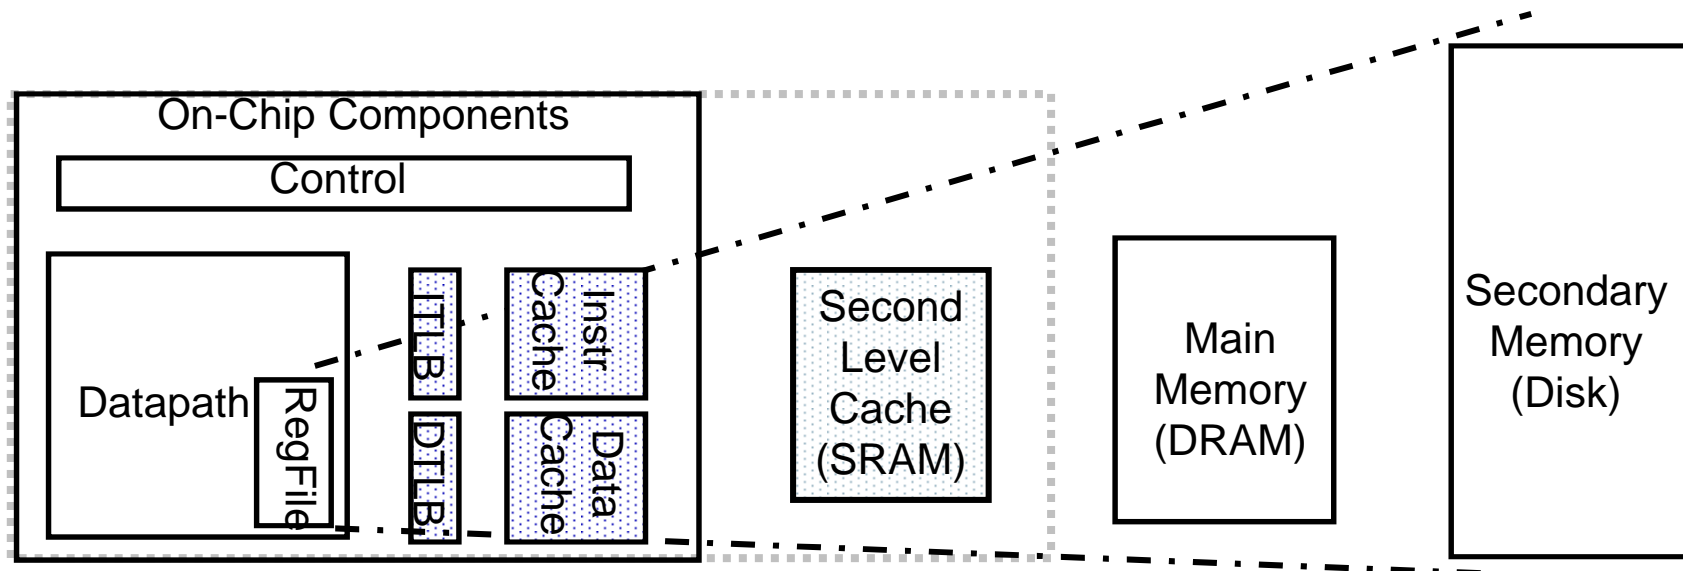 On-Chip Components
Control
Datapath
RegFile
ITLB
DTLB
Instr
Cache
Data
Cache
Second
Level
Cache
(SRAM)
Main
Memory
(DRAM)
Secondary
Memory
(Disk)